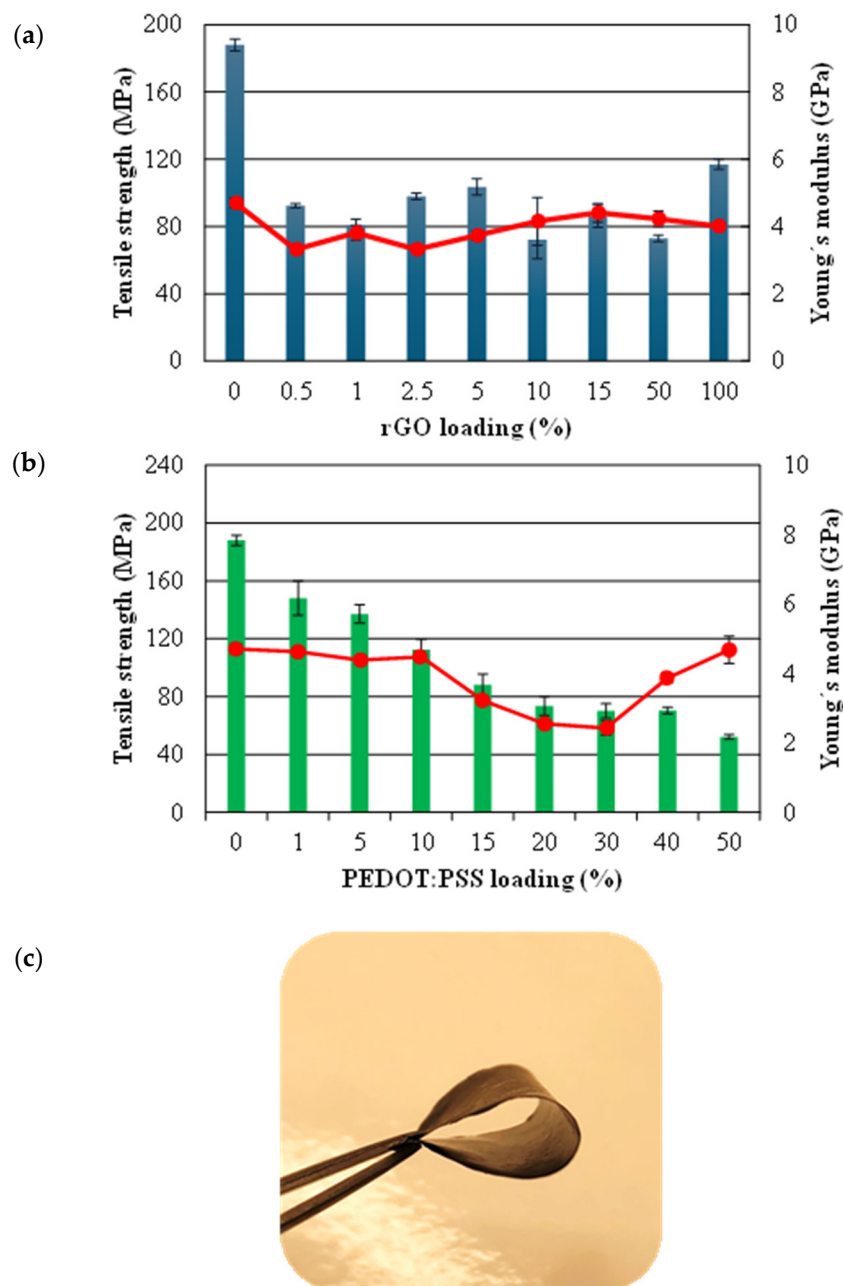 (a)
Tensile strength (MPa)
200
160
120
80
40
0
10
8
6
4
2
0
Young´s modulus (GPa)
0 0.5 1 2.5 5 10 15 50 100
rGO loading (%)
(b)
Tensile strength (MPa)
240
200
160
120
80
40
0
10
8
6
4
2
0
Young´s modulus (GPa)
0 1 5 10 15 20 30 40 50
PEDOT:PSS loading (%)
(c)